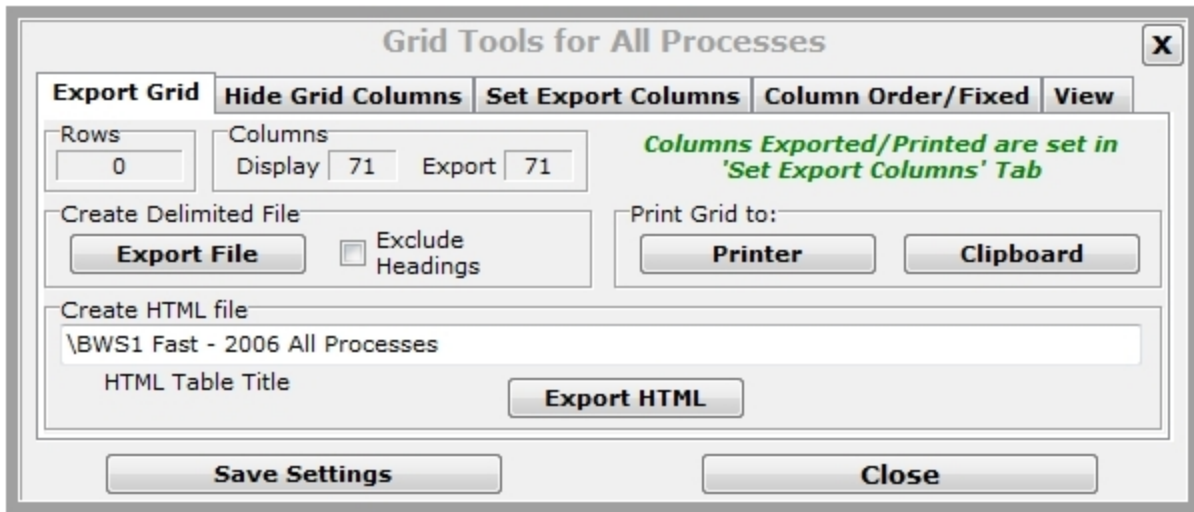 Grid Tools for All Processes
X
Export Grid Hide Grid Columns Set Export Columns Column Order/Fixed View
Rows
0
Columns
Display 71 Export 71
Columns Exported/Printed are set in
'Set Export Columns' Tab
Create Delimited File
Export File
Exclude
Headings
Print Grid to:
Printer Clipboard
Create HTML file
\BWS1 Fast - 2006 All Processes
HTML Table Title
Export HTML
Save Settings Close